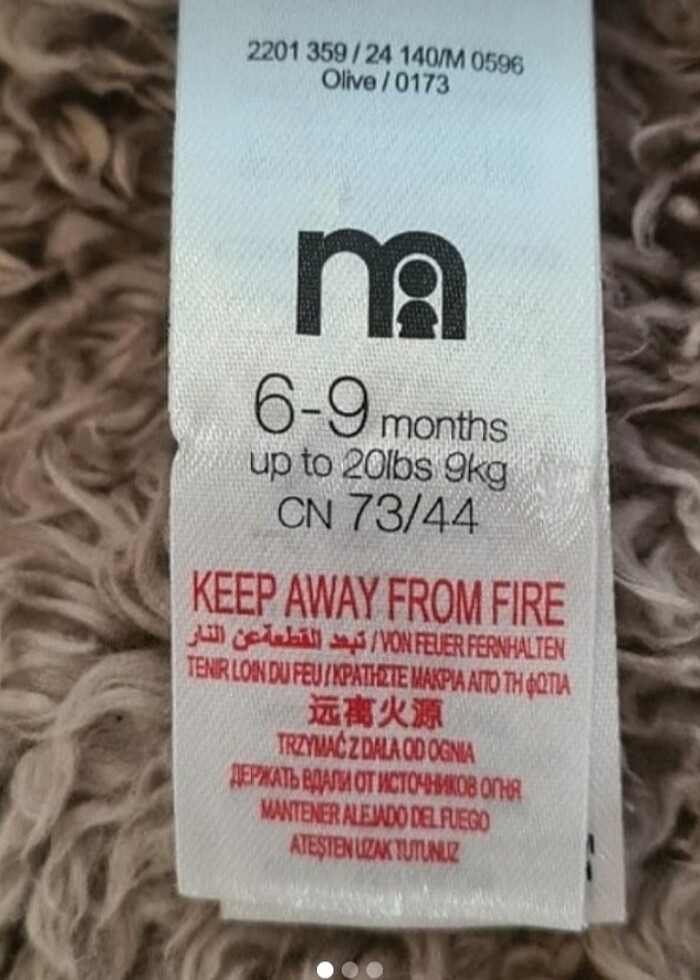 2201 359 / 24 140/M 0596
Olive / 0173
m
6-9 months
up to 20lbs 9kg
CN 73/44
KEEP AWAY FROM FIRE
تبعد القطعة عن النار / VON FEUER FERNHALTEN
TENIR LOIN DU FEU / ΚΡΑΤΗΣΤΕ ΜΑΚΡΙΑ ΑΠΟ ΤΗ φΩΤΙΑ
远离火源
TRZYMAĆ Z DALA OD OGNIA
ДЕРЖАТЬ ВДАЛИ ОТ ИСТОЧНИКОВ ОГНЯ
MANTENER ALEJADO DEL FUEGO
ATEŞTEN UZAK TUTUNUZ